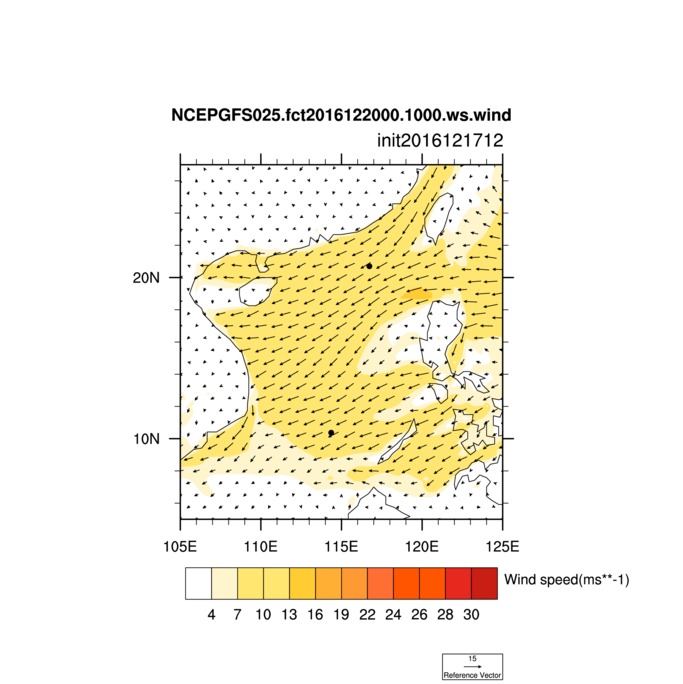 NCEPGFS025.fct2016122000.1000.ws.wind
init2016121712
20N
10N
105E 110E 115E 120E 125E
Wind speed(ms**-1)
4 7 10 13 16 19 22 24 26 28 30
15
Reference Vector